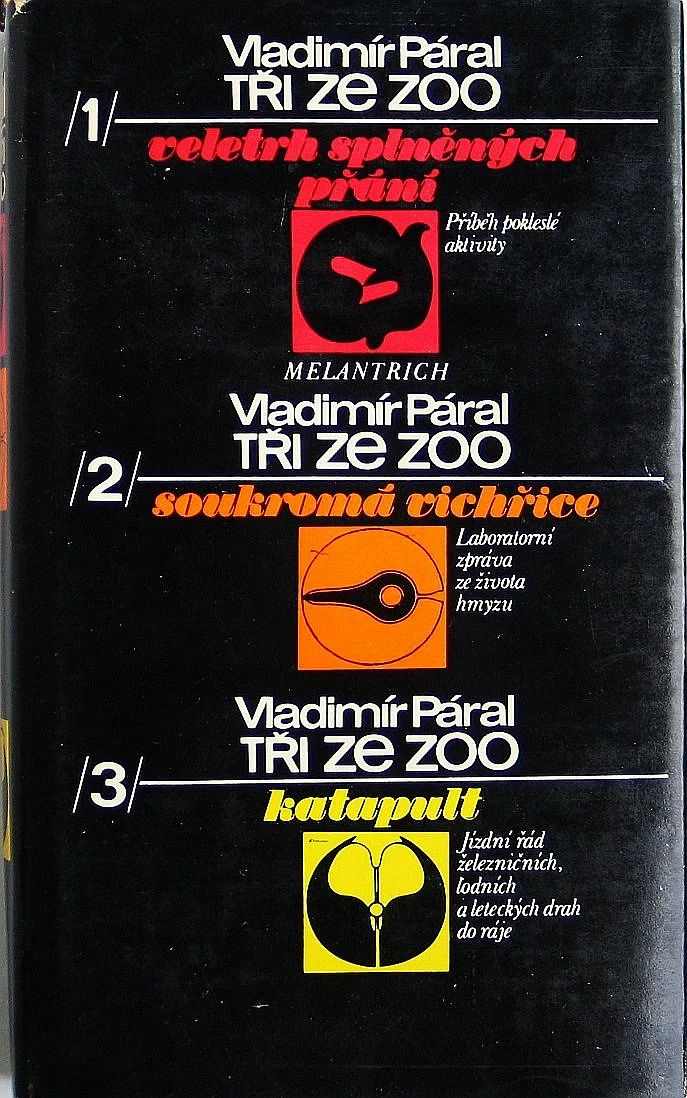 Vladimír Páral
TŘI ze ZOO
/1/
veletrh splněných
přání
Příběh pokleslé
aktivity
MELANTRICH
Vladimír Páral
TŘI ze ZOO
/2/
soukromá vichřice
Laboratorní
zpráva
ze života
hmyzu
Vladimír Páral
TŘI ze ZOO
/3/
katapult
Jízdní řád
železničních,
lodních
a leteckých drah
do ráje